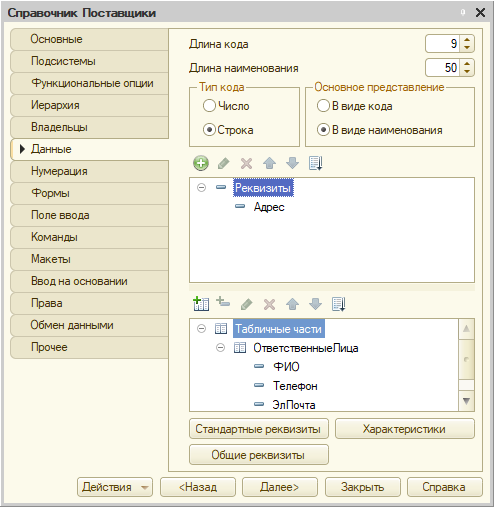 Справочник Поставщики
Основные
Подсистемы
Функциональные опции
Иерархия
Владельцы
Данные
Нумерация
Формы
Поле ввода
Команды
Макеты
Ввод на основании
Права
Обмен данными
Прочее
Длина кода 9
Длина наименования 50
Тип кода
Число
Строка
Основное представление
В виде кода
В виде наименования
Реквизиты
Адрес
Табличные части
ОтветственныеЛица
ФИО
Телефон
ЭлПочта
Стандартные реквизиты Характеристики
Общие реквизиты
Действия <Назад Далее> Закрыть Справка